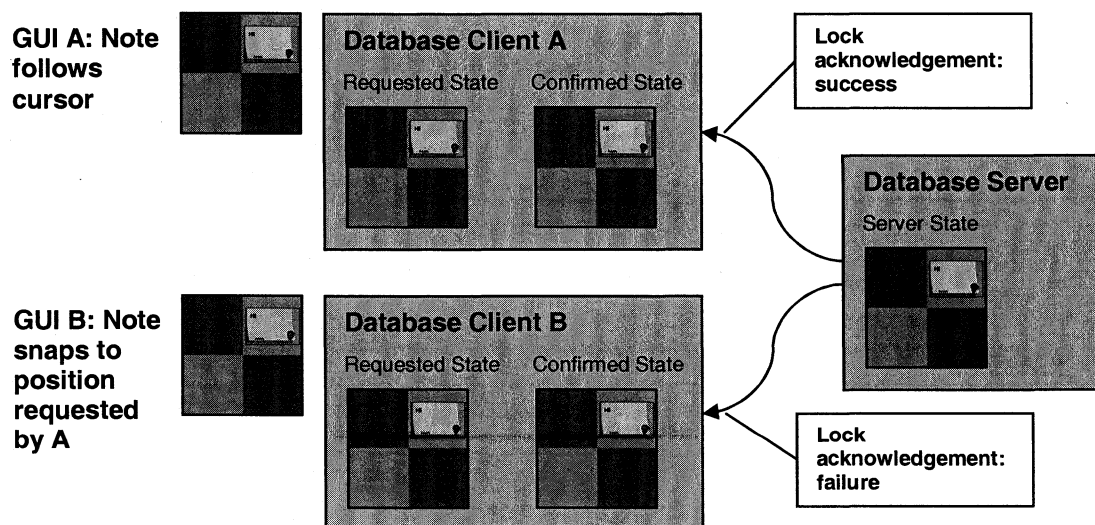 GUI A: Note
follows
cursor
Database Client A
Requested State
Confirmed State
Lock
acknowledgement:
success
Database Server
Server State
GUI B: Note
snaps to
position
requested
by A
Database Client B
Requested State
Confirmed State
Lock
acknowledgement:
failure